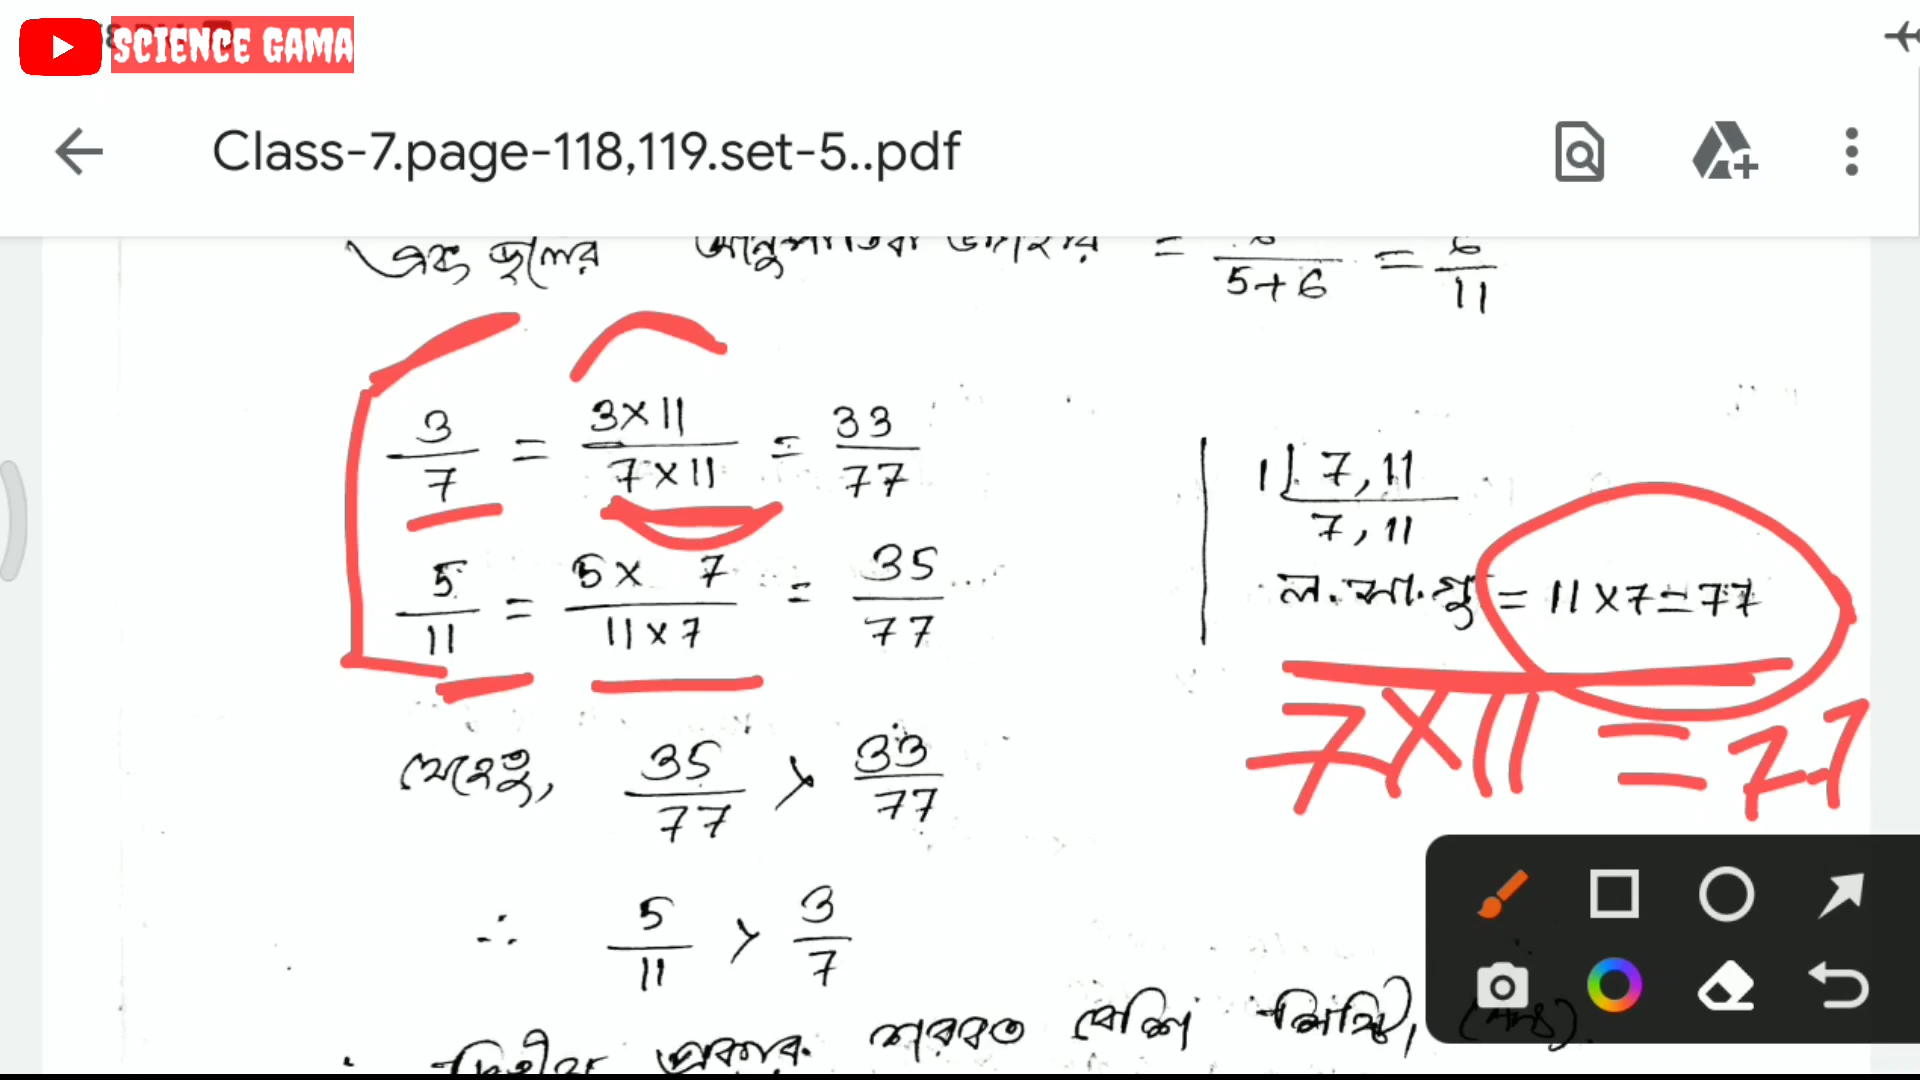 SCIENCE GAMA
Class-7.page-118,119.set-5..pdf
= 5+6 = 6/11
3/7 = 3×11/7×11 = 33/77
5/11 = 5× 7/11×7 = 35/77
1 7, 11
7, 11
ল.সা.গু = 11×7=77
7×11 = 77
যেহেতু, 35/77 > 33/77
∴ 5/11 > 3/7
শরবত বেশি মিষ্টি,